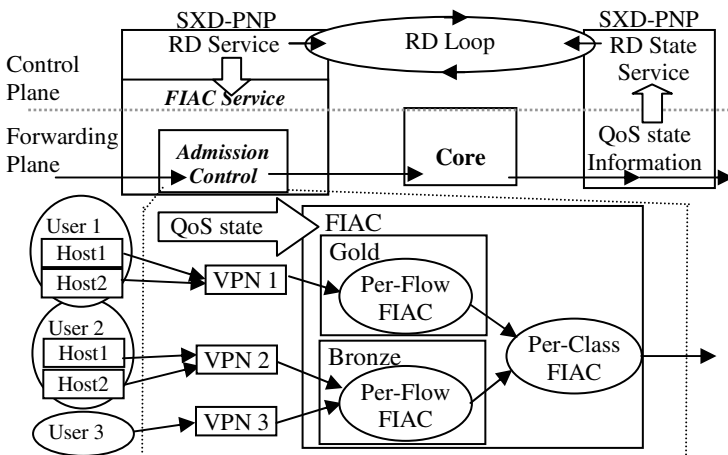 SXD-PNP
RD Service
RD Loop
SXD-PNP
RD State
Service
Control
Plane
FIAC Service
Forwarding
Plane
Admission
Control
Core
QoS state
Information
QoS state
FIAC
User 1
Host1
Host2
VPN 1
Gold
Per-Flow
FIAC
User 2
Host1
Host2
VPN 2
Bronze
Per-Flow
FIAC
Per-Class
FIAC
User 3
VPN 3